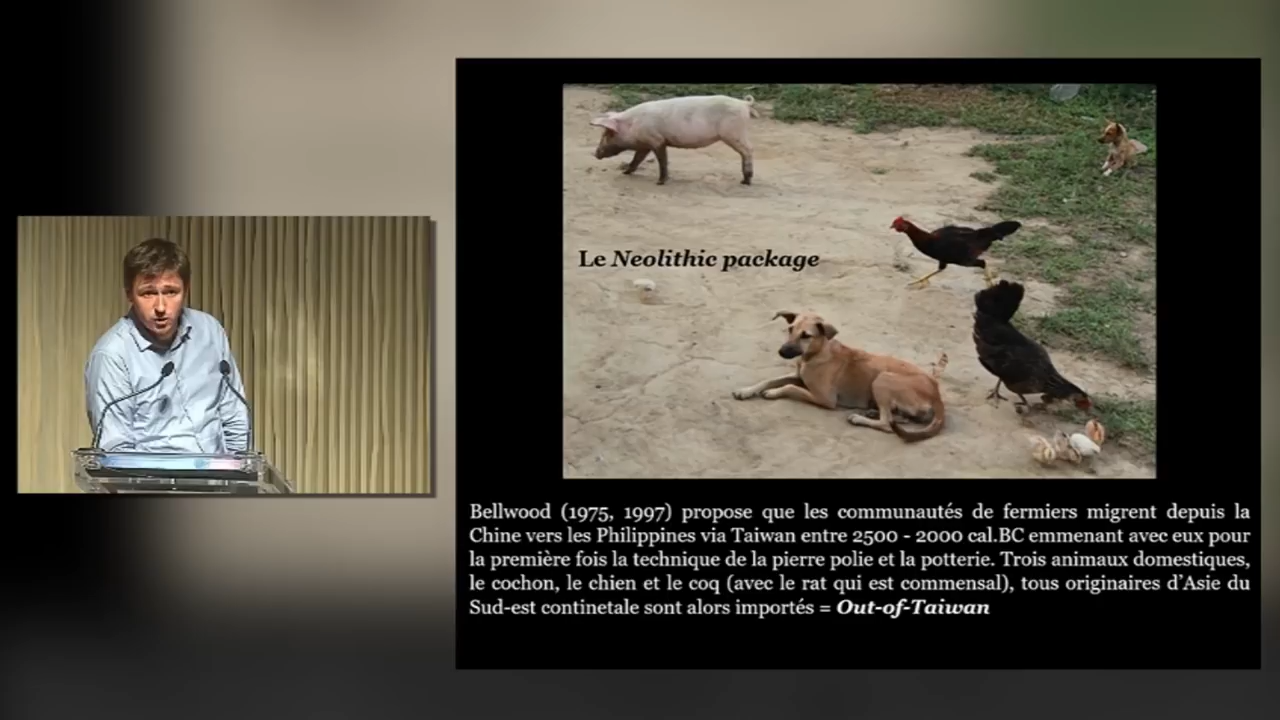 Le Neolithic package
Bellwood (1975, 1997) propose que les communautés de fermiers migrent depuis la
Chine vers les Philippines via Taiwan entre 2500 - 2000 cal.BC emmenant avec eux pour
la première fois la technique de la pierre polie et la potterie. Trois animaux domestiques,
le cochon, le chien et le coq (avec le rat qui est commensal), tous originaires d'Asie du
Sud-est continetale sont alors importés = Out-of-Taiwan